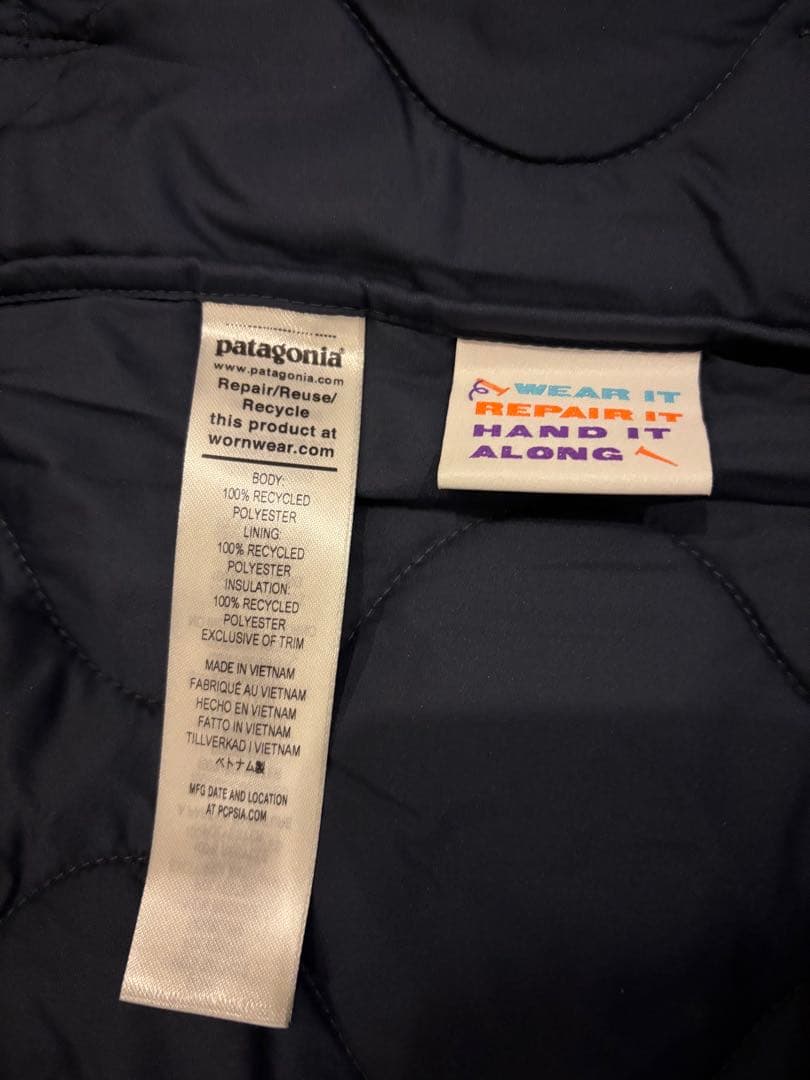 patagonia®
www.patagonia.com
Repair/Reuse/
Recycle
this product at
wornwear.com
BODY:
100% RECYCLED
POLYESTER
LINING:
100% RECYCLED
POLYESTER
INSULATION:
100% RECYCLED
POLYESTER
EXCLUSIVE OF TRIM
MADE IN VIETNAM
FABRIQUÉ AU VIETNAM
HECHO EN VIETNAM
FATTO IN VIETNAM
TILLVERKAD I VIETNAM
ベトナム製
MFG DATE AND LOCATION
AT PCPSIA.COM
WEAR IT
REPAIR IT
HAND IT
ALONG